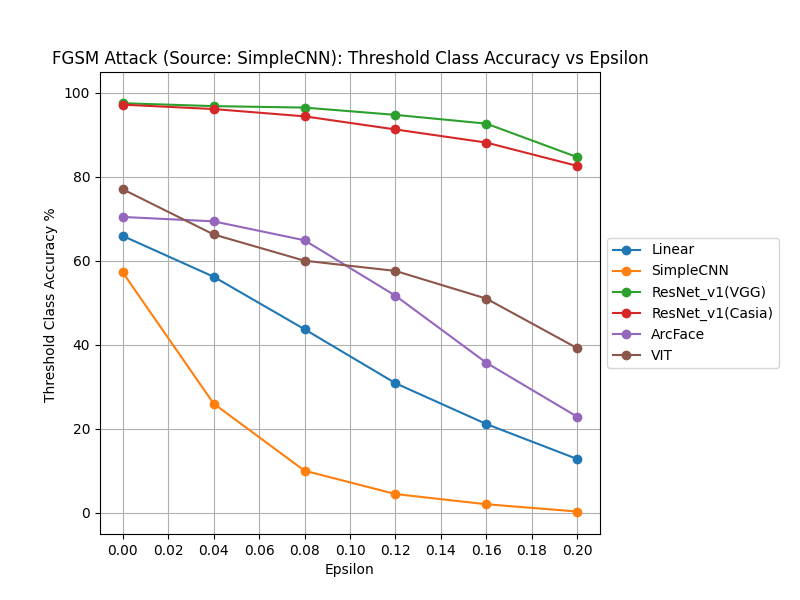 FGSM Attack (Source: SimpleCNN): Threshold Class Accuracy vs Epsilon
Threshold Class Accuracy %
100
80
60
40
20
0
0.00 0.02 0.04 0.06 0.08 0.10 0.12 0.14 0.16 0.18 0.20
Epsilon
Linear
SimpleCNN
ResNet_v1(VGG)
ResNet_v1(Casia)
ArcFace
VIT